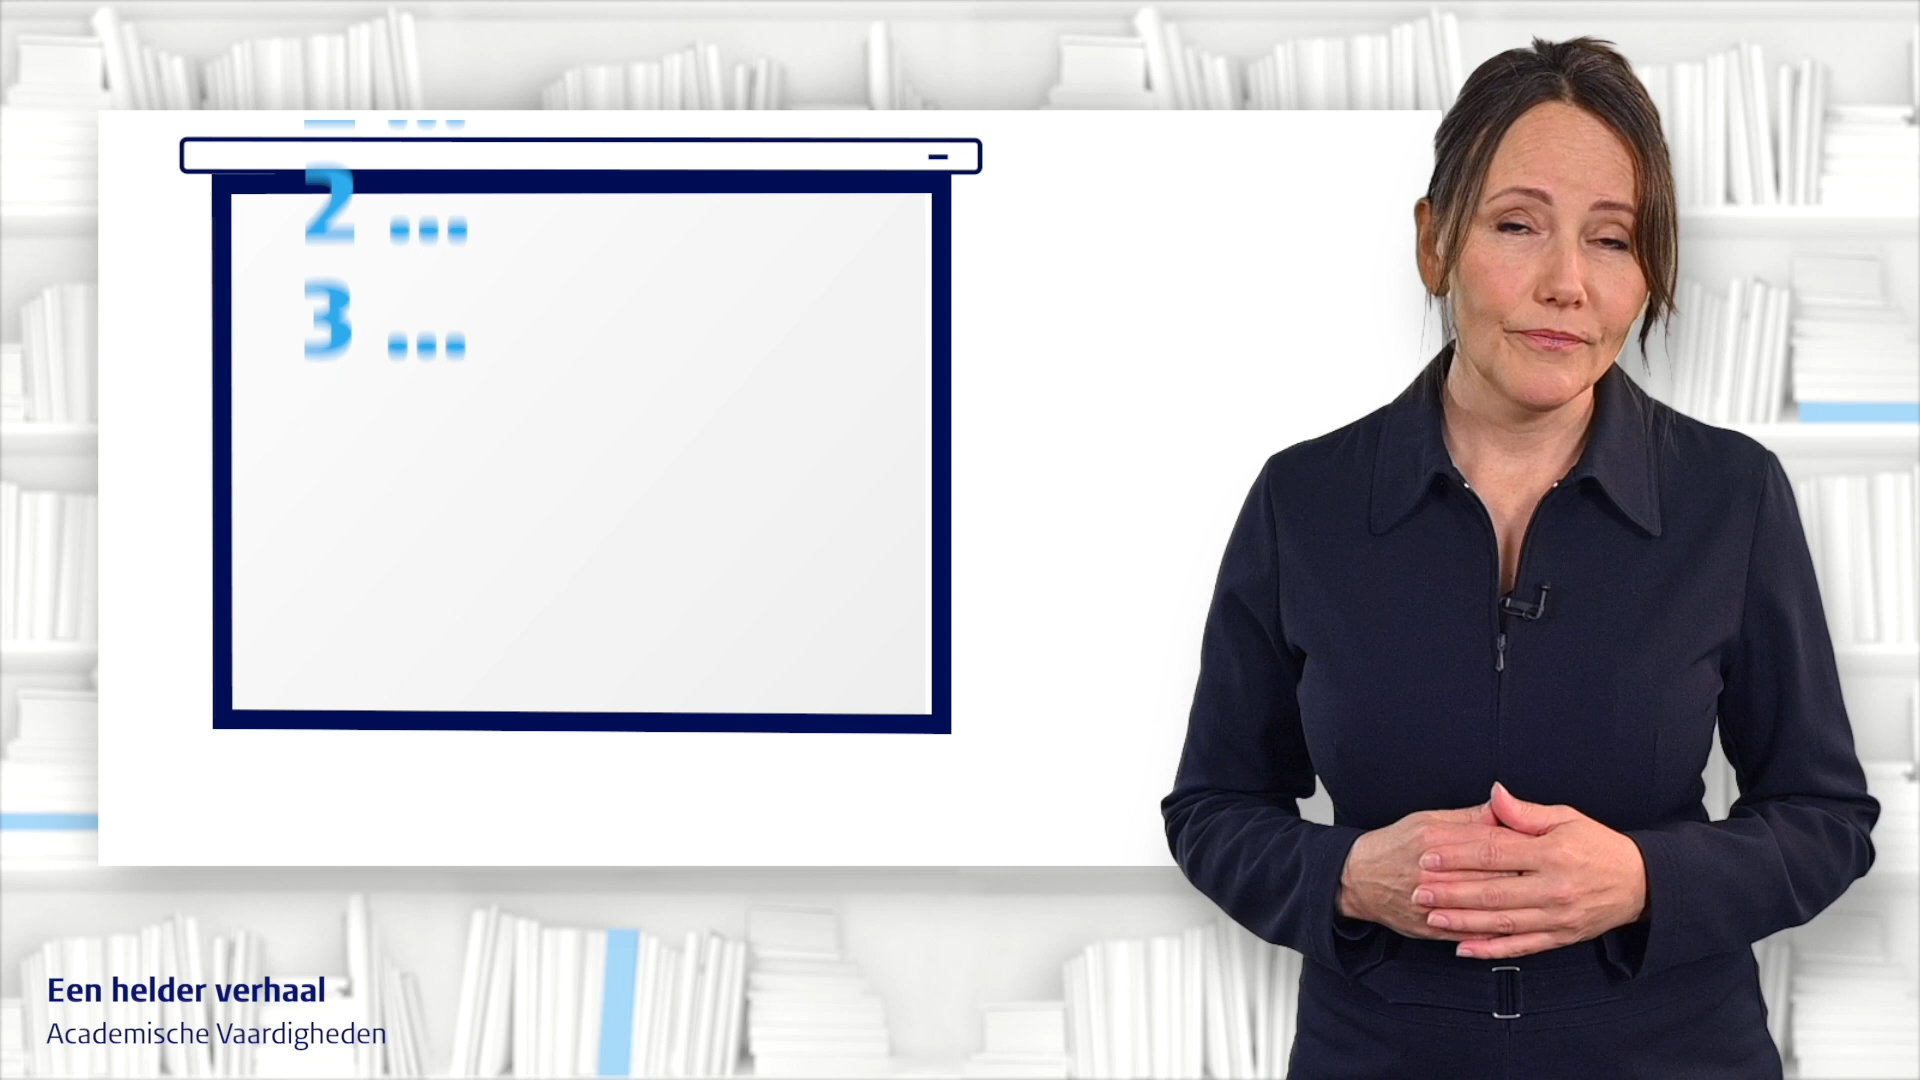 2 ...
3 ...
Een helder verhaal
Academische Vaardigheden